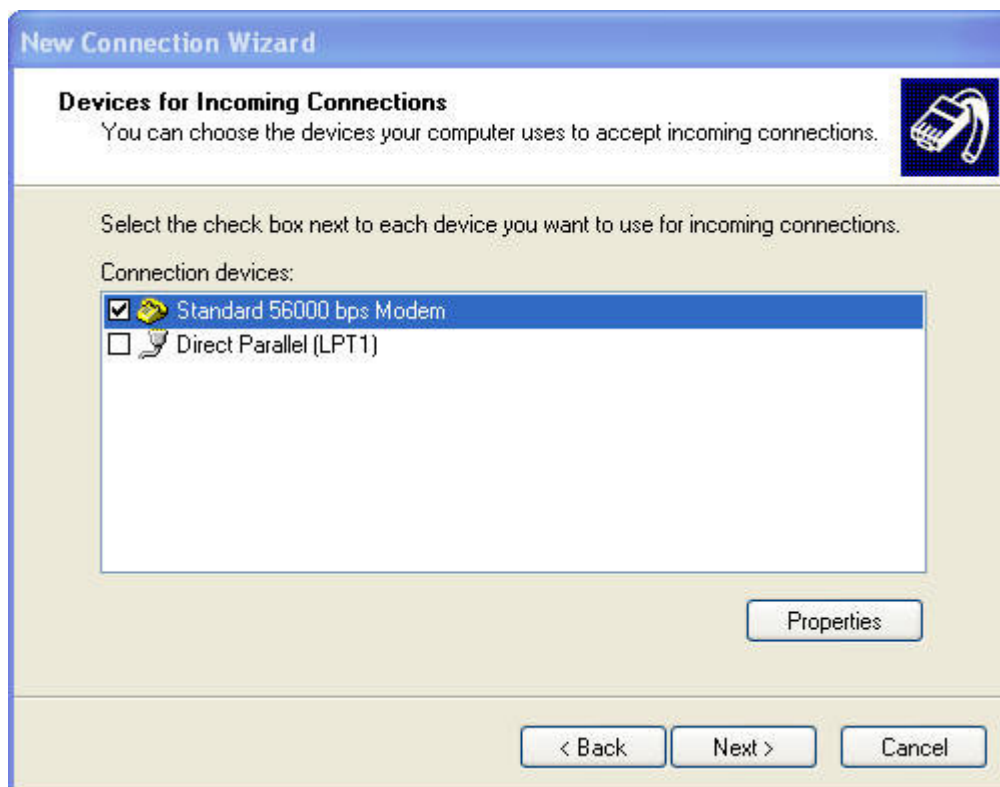 New Connection Wizard
Devices for Incoming Connections
You can choose the devices your computer uses to accept incoming connections.
Select the check box next to each device you want to use for incoming connections.
Connection devices:
Standard 56000 bps Modem
Direct Parallel (LPT1)
Properties
< Back
Next >
Cancel